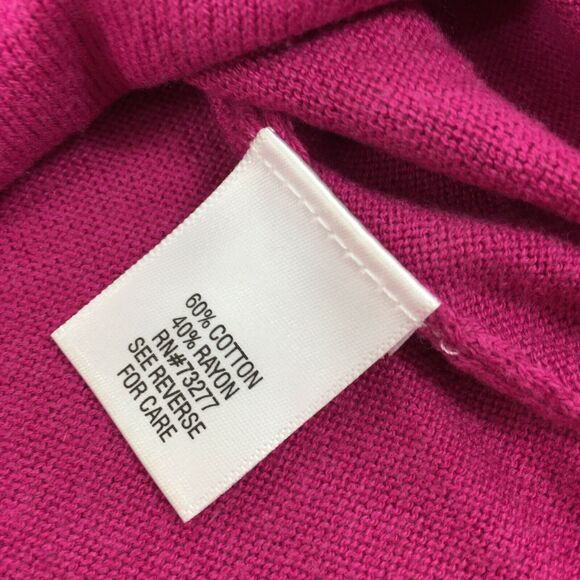 60% COTTON
40% RAYON
RN#73277
SEE REVERSE
FOR CARE